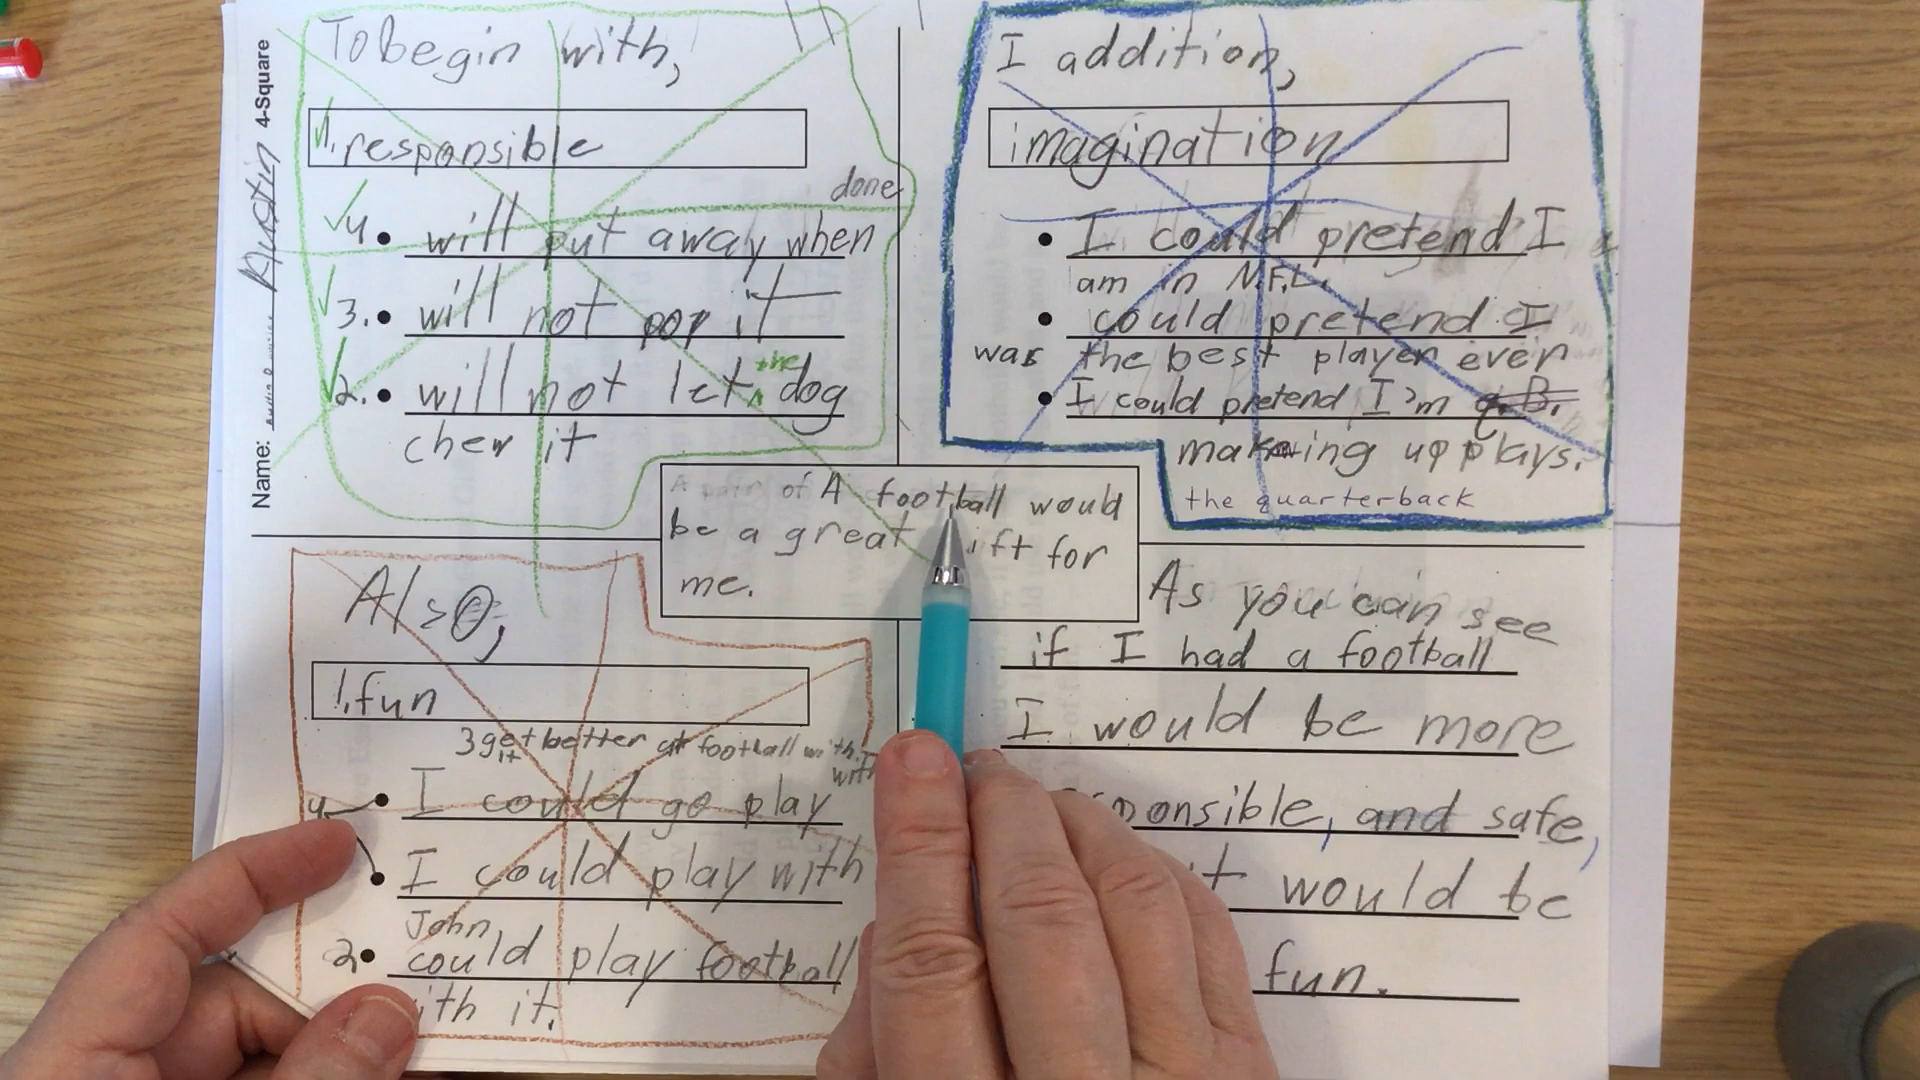 Name: Austin 4-Square
To begin with,
1. responsible
done
4. • will put away when
3. • will not pop it
the
2. • will not let dog
chew it
I addition,
imagination
• I could pretend I
am in N.F.L.
• could pretend I
was the best player ever
• I could pretend I'm q.B.
making up plays.
the quarterback
A pair of A football would
be a great ift for
me.
Also,
1. fun
3 get better at football with
it
with
4 • I could go play
• I could play with
John
2 • could play football
ith it.
As you can see
if I had a football
I would be more
ponsible, and safe,
t would be
fun.